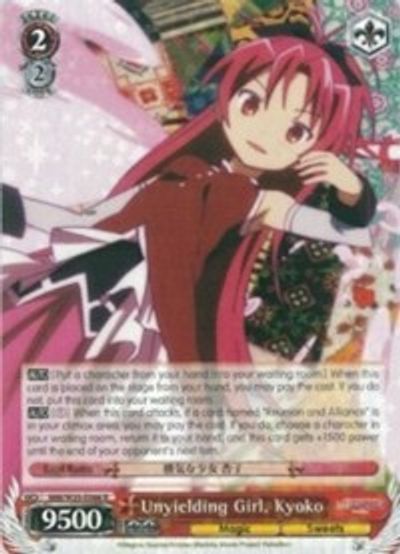 2
2
AUTO [Put a character from your hand into your waiting room] When this
card is placed on the stage from your hand, you may pay the cost. If you do
not, put this card into your waiting room.
AUTO [(1)] When this card attacks, if a card named "Reunion and Alliance" is
in your climax area, you may pay the cost. If you do, choose a character
in your waiting room, return it to your hand, and this card gets +1500 power
until the end of your opponent's next turn.
勝気な少女 杏子
Unyielding Girl, Kyoko
9500
Magic Sweets